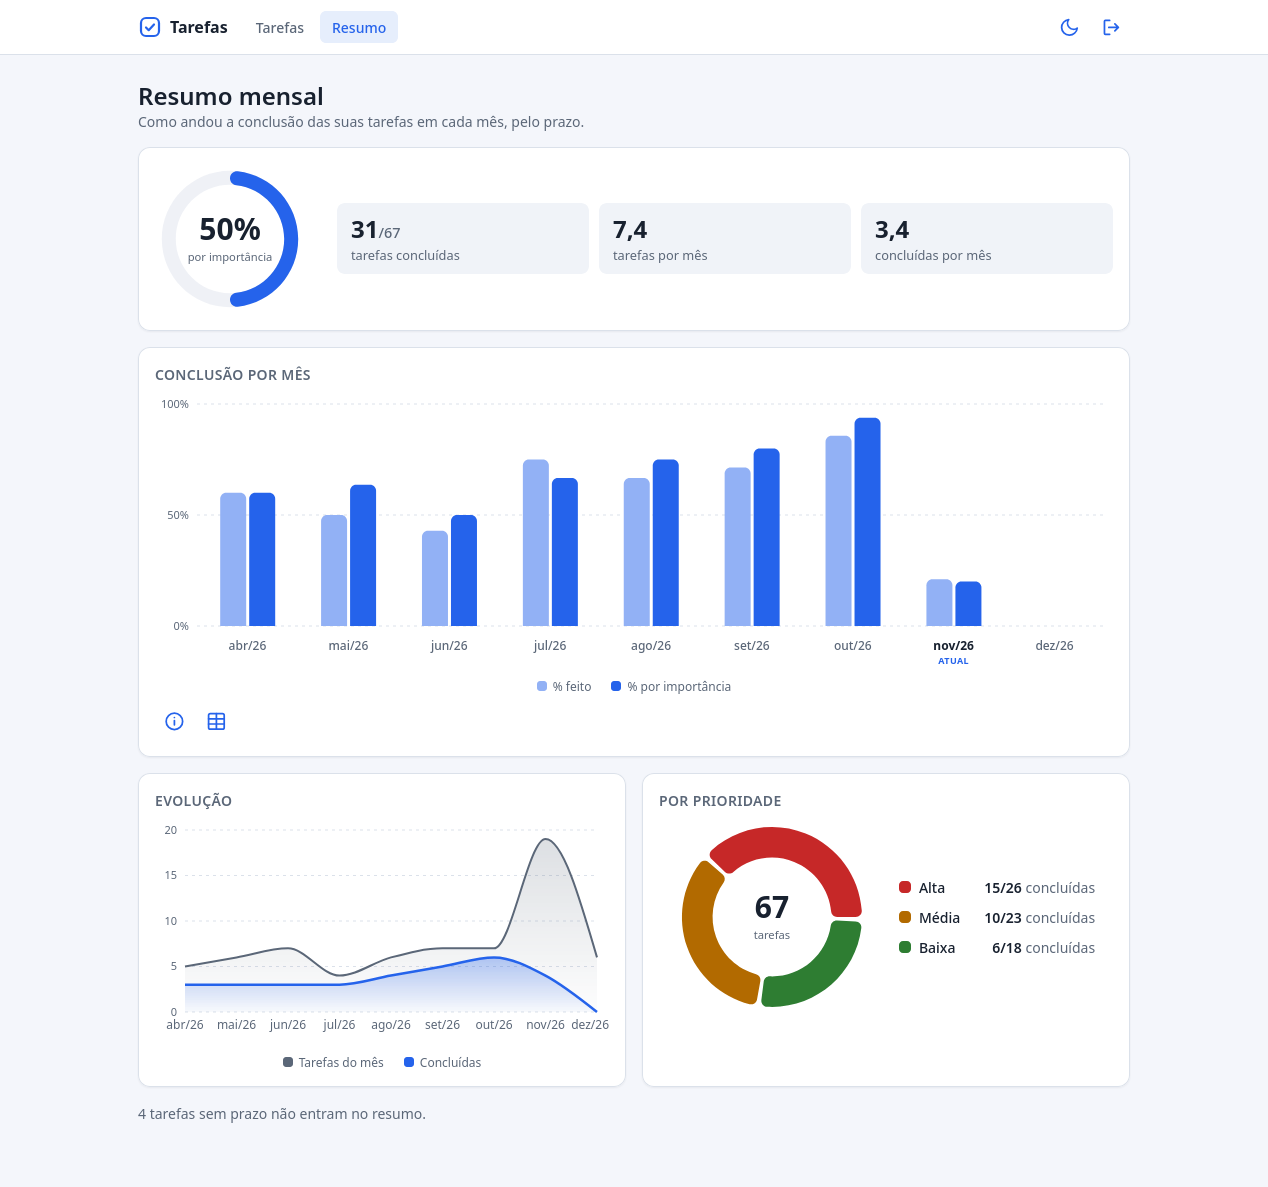 Tarefas Tarefas Resumo
Resumo mensal
Como andou a conclusão das suas tarefas em cada mês, pelo prazo.
50%
por importância
31/67
tarefas concluídas
7,4
tarefas por mês
3,4
concluídas por mês
CONCLUSÃO POR MÊS
100%
50%
0%
abr/26 mai/26 jun/26 jul/26 ago/26 set/26 out/26 nov/26 dez/26
ATUAL
% feito % por importância
EVOLUÇÃO
20
15
10
5
0
abr/26 mai/26 jun/26 jul/26 ago/26 set/26 out/26 nov/26 dez/26
Tarefas do mês Concluídas
POR PRIORIDADE
67
tarefas
Alta 15/26 concluídas
Média 10/23 concluídas
Baixa 6/18 concluídas
4 tarefas sem prazo não entram no resumo.